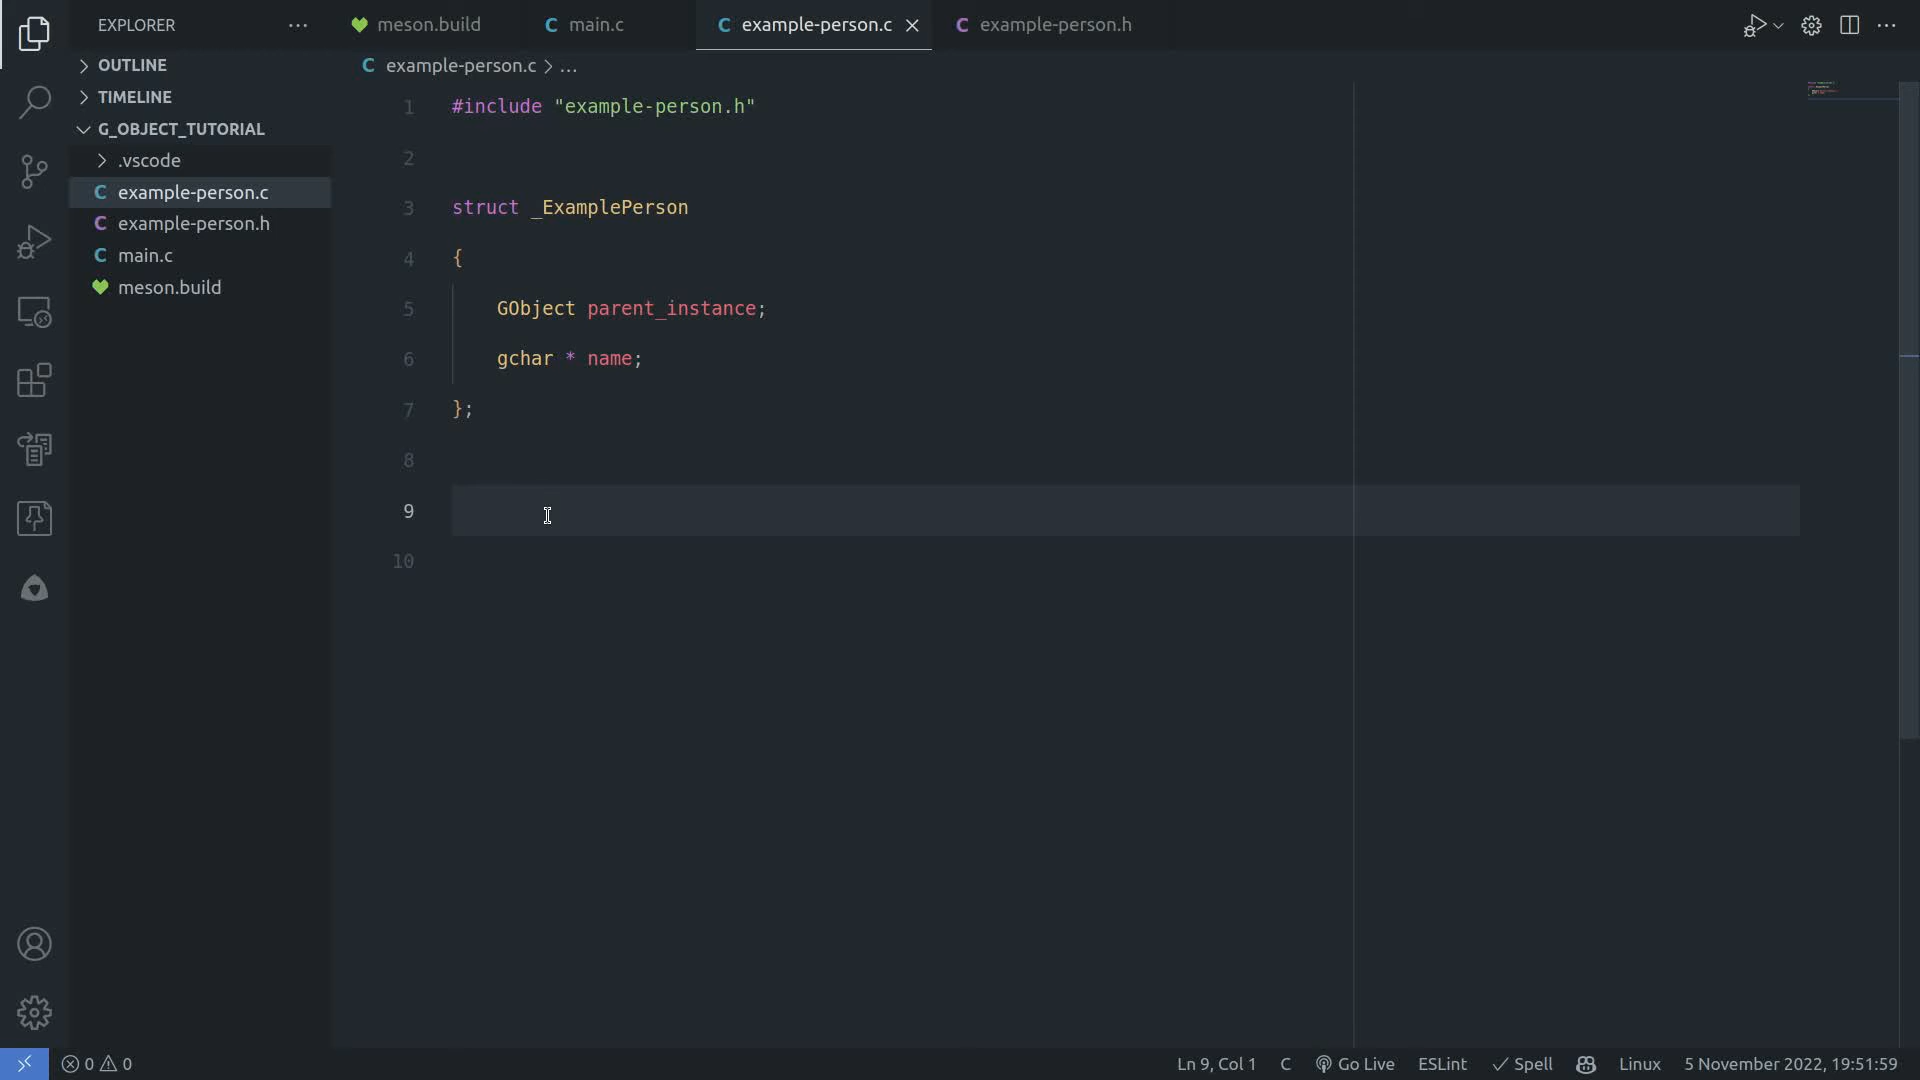 EXPLORER
OUTLINE
TIMELINE
G_OBJECT_TUTORIAL
.vscode
C example-person.c
C example-person.h
C main.c
meson.build
meson.build
C main.c
C example-person.c
C example-person.h
C example-person.c > ...
1 #include "example-person.h"
2
3 struct _ExamplePerson
4 {
5 GObject parent_instance;
6 gchar * name;
7 };
8
9
10
0 0
Ln 9, Col 1 C Go Live ESLint Spell Linux 5 November 2022, 19:51:59